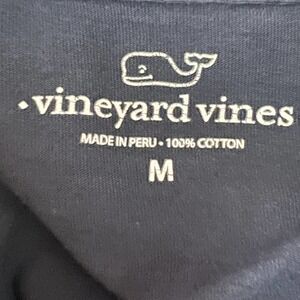 vineyard vines
MADE IN PERU • 100% COTTON
M